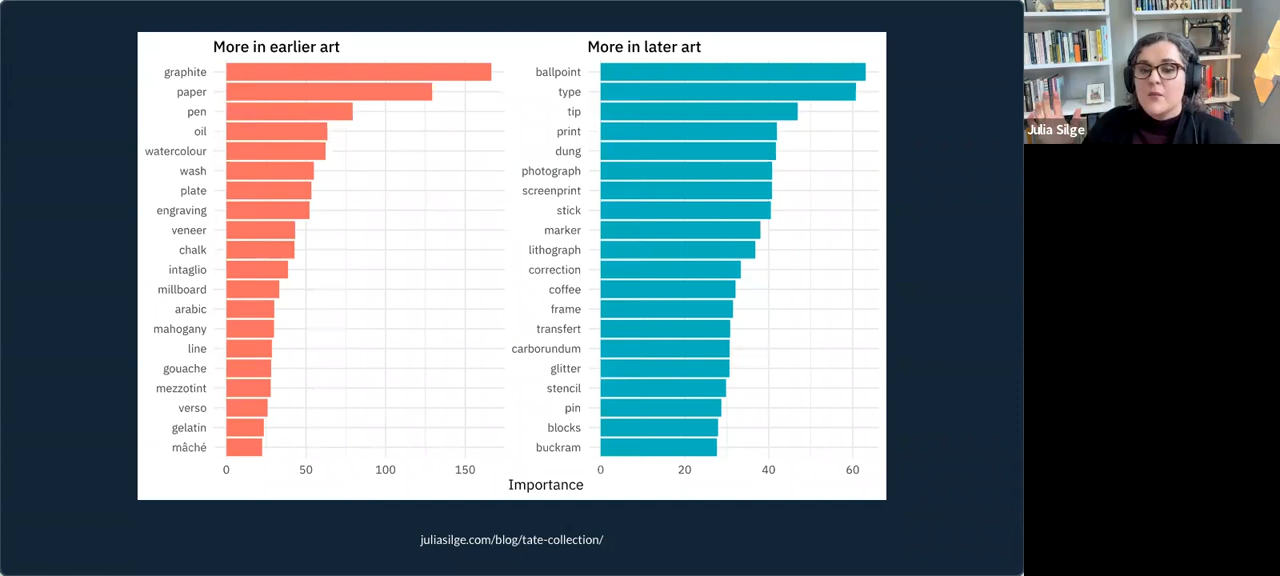 More in earlier art
graphite
paper
pen
oil
watercolour
wash
plate
engraving
veneer
chalk
intaglio
millboard
arabic
mahogany
line
gouache
mezzotint
verso
gelatin
mâché
0 50 100 150
More in later art
ballpoint
type
tip
print
dung
photograph
screenprint
stick
marker
lithograph
correction
coffee
frame
transfert
carborundum
glitter
stencil
pin
blocks
buckram
0 20 40 60
Importance
juliasilge.com/blog/tate-collection/
Julia Silge